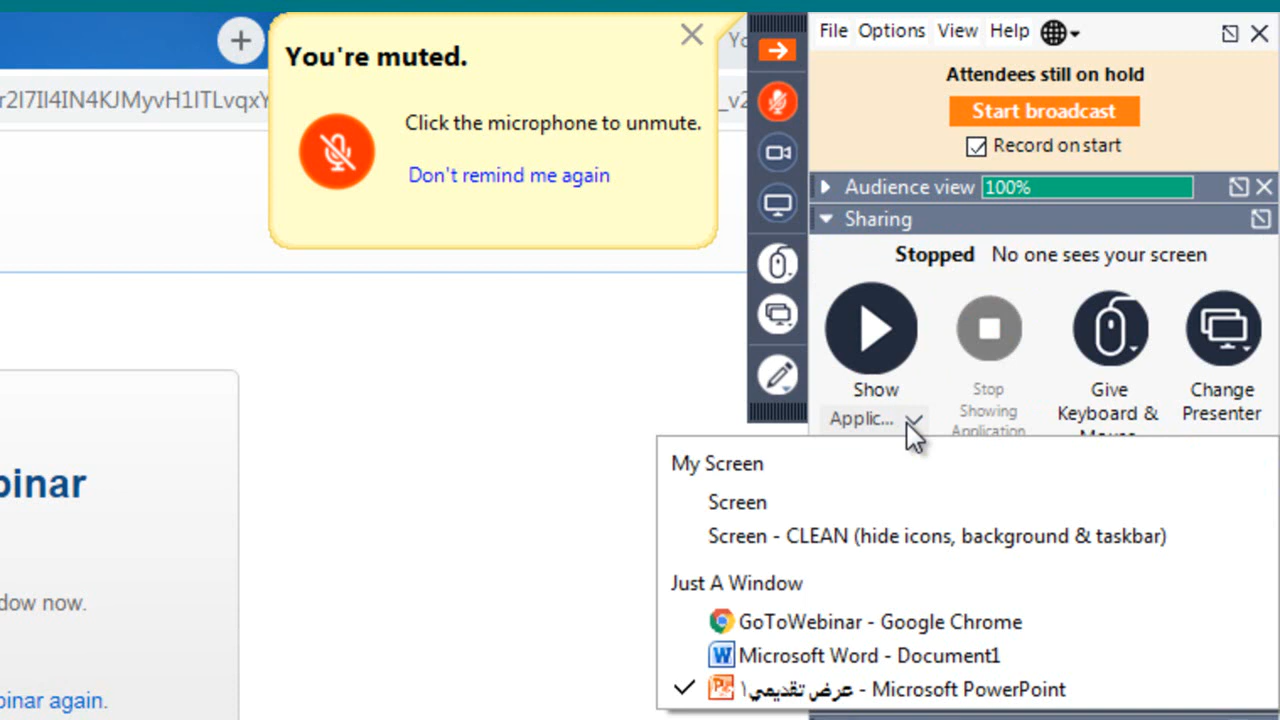 You're muted.
Click the microphone to unmute.
Don't remind me again
File Options View Help
Attendees still on hold
Start broadcast
Record on start
Audience view 100%
Sharing
Stopped No one sees your screen
Show
Applic...
Stop
Showing
Application
Give
Keyboard &
Mouse
Change
Presenter
My Screen
Screen
Screen - CLEAN (hide icons, background & taskbar)
Just A Window
GoToWebinar - Google Chrome
Microsoft Word - Document1
عرض تقديمي١ - Microsoft PowerPoint
binar
dow now.
binar again.